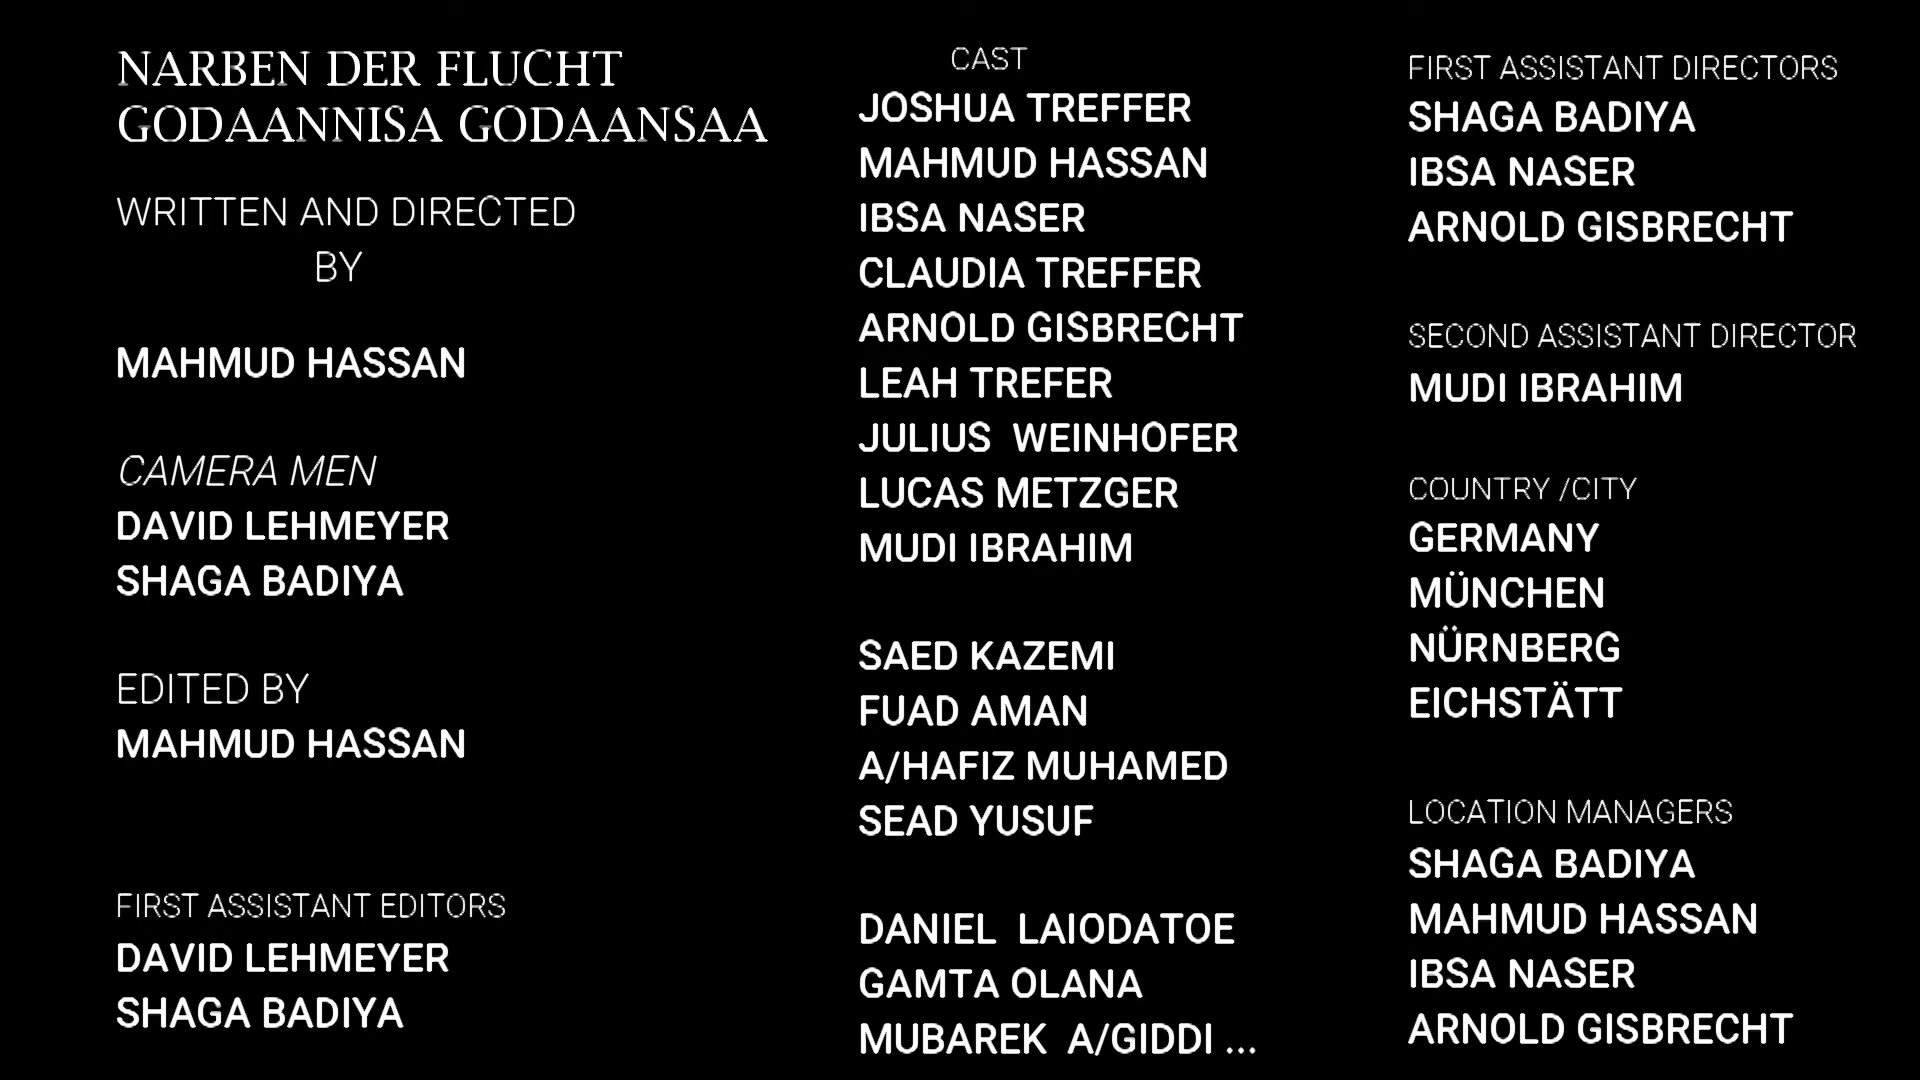 NARBEN DER FLUCHT
GODAANNISA GODAANSAA
WRITTEN AND DIRECTED
BY
MAHMUD HASSAN
CAMERA MEN
DAVID LEHMEYER
SHAGA BADIYA
EDITED BY
MAHMUD HASSAN
FIRST ASSISTANT EDITORS
DAVID LEHMEYER
SHAGA BADIYA
CAST
JOSHUA TREFFER
MAHMUD HASSAN
IBSA NASER
CLAUDIA TREFFER
ARNOLD GISBRECHT
LEAH TREFER
JULIUS  WEINHOFER
LUCAS METZGER
MUDI IBRAHIM
SAED KAZEMI
FUAD AMAN
A/HAFIZ MUHAMED
SEAD YUSUF
DANIEL  LAIODATOE
GAMTA OLANA
MUBAREK  A/GIDDI ...
FIRST ASSISTANT DIRECTORS
SHAGA BADIYA
IBSA NASER
ARNOLD GISBRECHT
SECOND ASSISTANT DIRECTOR
MUDI IBRAHIM
COUNTRY /CITY
GERMANY
MÜNCHEN
NÜRNBERG
EICHSTÄTT
LOCATION MANAGERS
SHAGA BADIYA
MAHMUD HASSAN
IBSA NASER
ARNOLD GISBRECHT